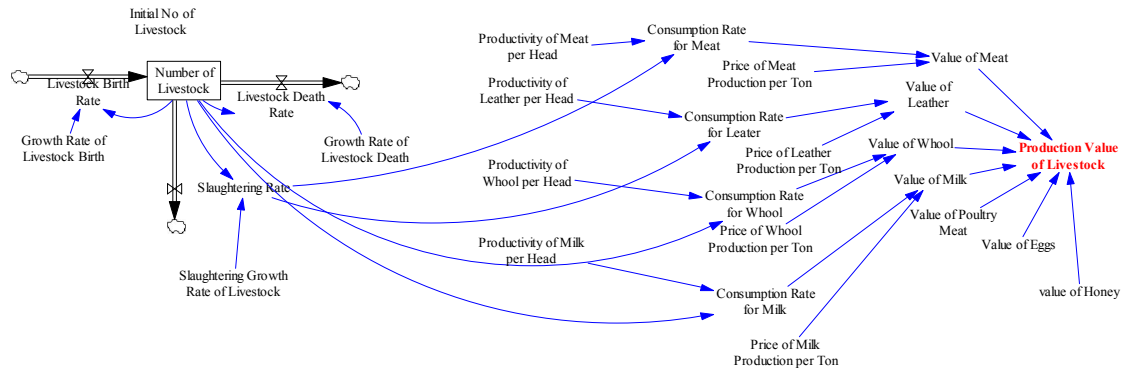 Initial No of
Livestock
Number of
Livestock
Livestock Birth
Rate
Livestock Death
Rate
Growth Rate of
Livestock Birth
Growth Rate of
Livestock Death
Slaughtering Rate
Slaughtering Growth
Rate of Livestock
Productivity of Meat
per Head
Consumption Rate
for Meat
Price of Meat
Production per Ton
Value of Meat
Productivity of
Leather per Head
Consumption Rate
for Leater
Value of
Leather
Price of Leather
Production per Ton
Productivity of
Whool per Head
Consumption Rate
for Whool
Value of Whool
Price of Whool
Production per Ton
Value of Milk
Productivity of Milk
per Head
Consumption Rate
for Milk
Price of Milk
Production per Ton
Production Value
of Livestock
Value of Poultry
Meat
Value of Eggs
value of Honey